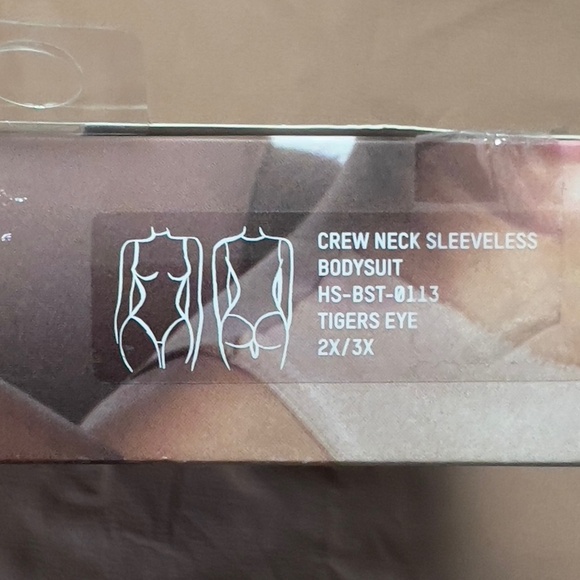 CREW NECK SLEEVELESS
BODYSUIT
HS-BST-0113
TIGERS EYE
2X/3X